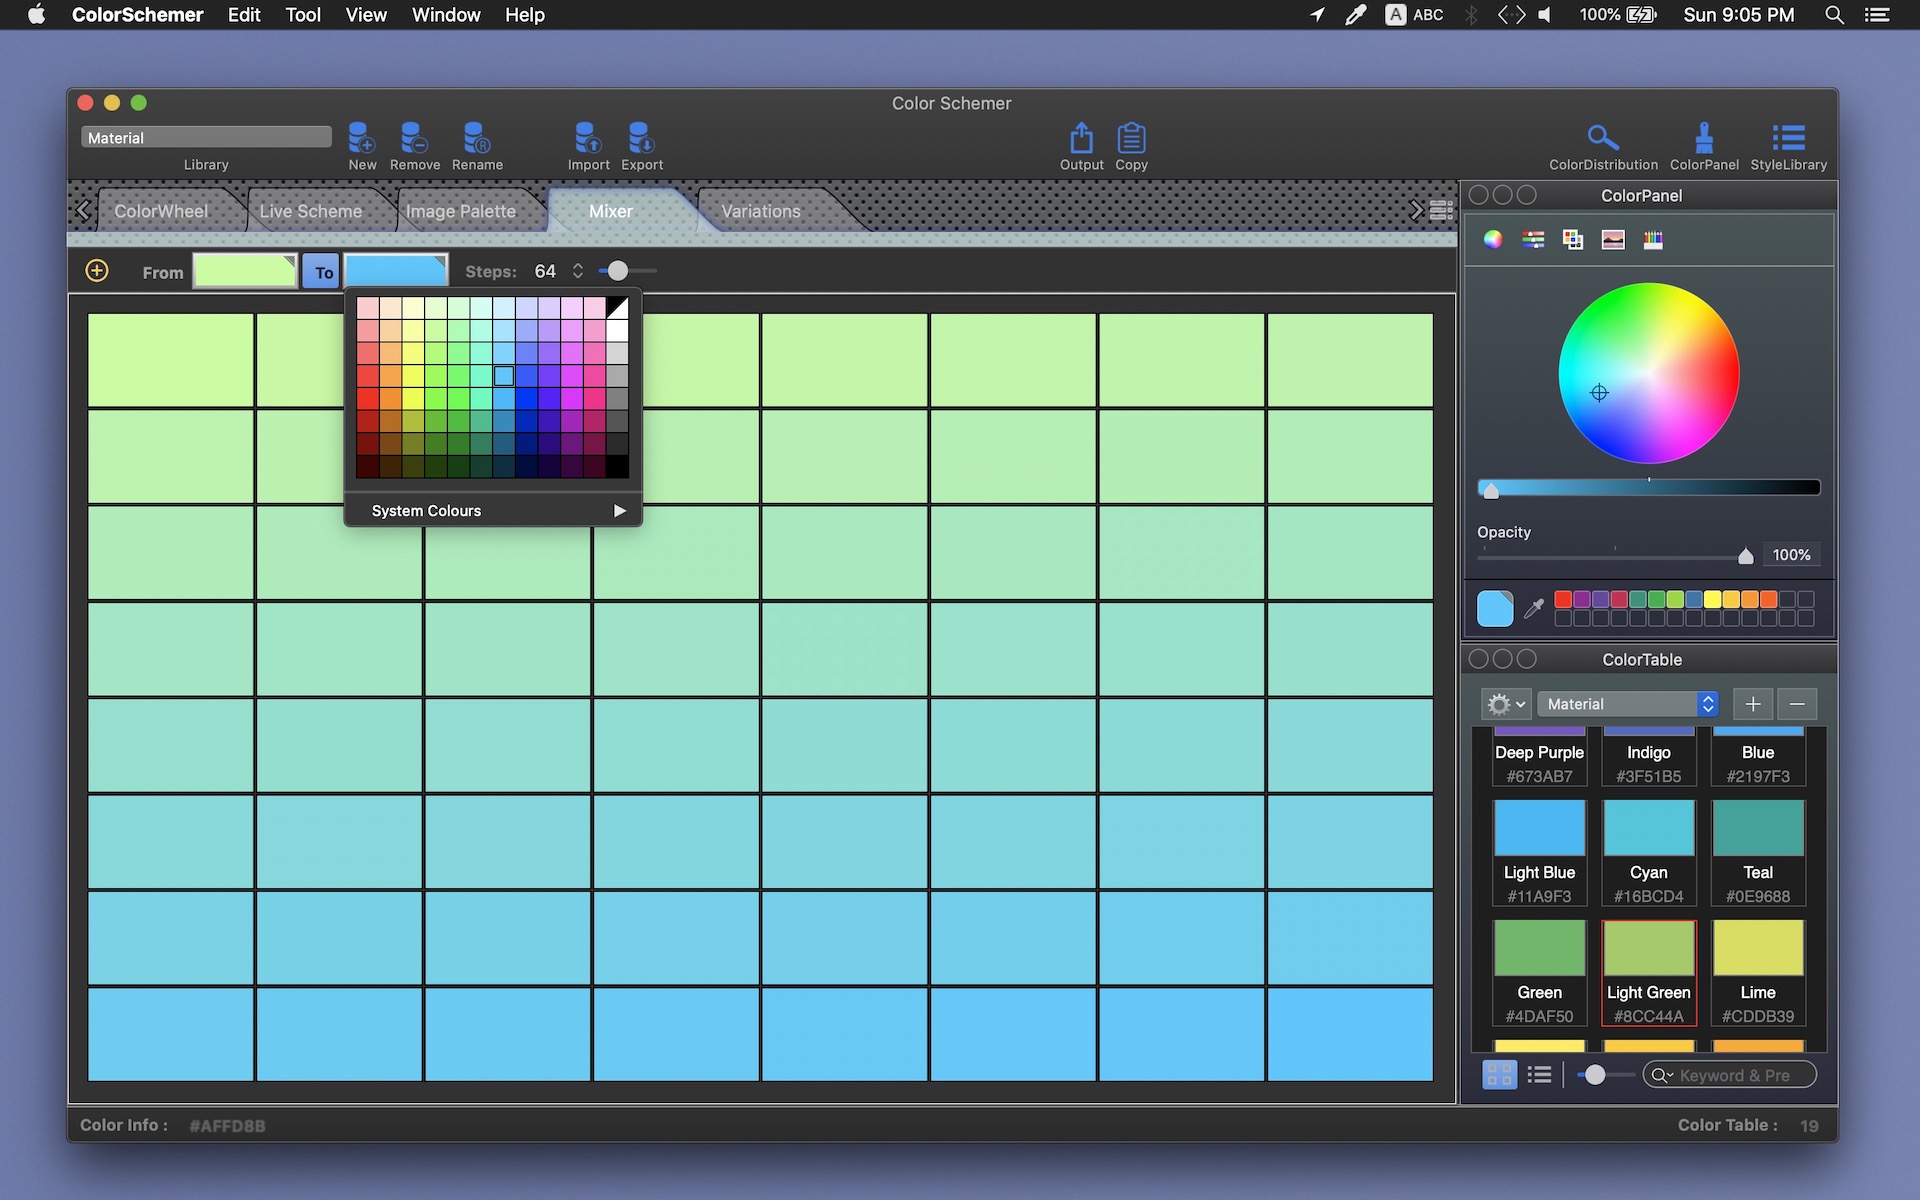 ColorSchemer Edit Tool View Window Help A ABC 100% Sun 9:05 PM
Color Schemer
Material
Library New Remove R Rename Import Export Output Copy ColorDistribution ColorPanel StyleLibrary
ColorWheel Live Scheme Image Palette Mixer Variations
From To Steps: 64
System Colours
ColorPanel
Opacity
100%
ColorTable
Material
Deep Purple Indigo Blue
#673AB7 #3F51B5 #2197F3
Light Blue Cyan Teal
#11A9F3 #16BCD4 #0E9688
Green Light Green Lime
#4DAF50 #8CC44A #CDDB39
Keyword & Pre
Color Info : #AFFD8B Color Table : 19